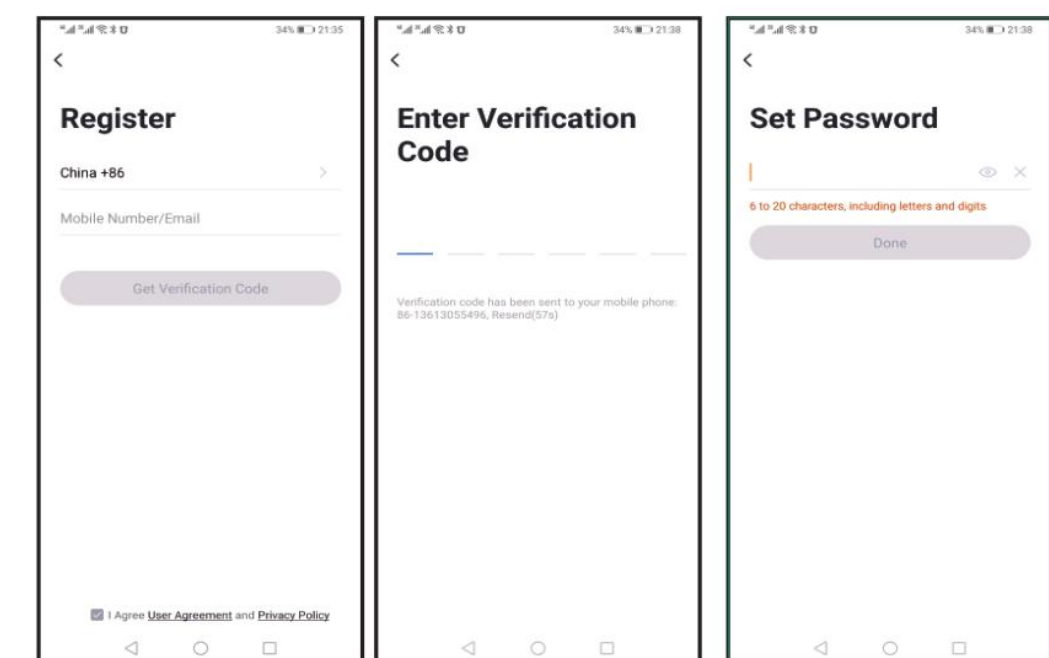 34% 21:35
Register
China +86
Mobile Number/Email
Get Verification Code
I Agree User Agreement and Privacy Policy
34% 21:38
Enter Verification
Code
Verification code has been sent to your mobile phone:
86-13613055496, Resend(57s)
34% 21:38
Set Password
6 to 20 characters, including letters and digits
Done